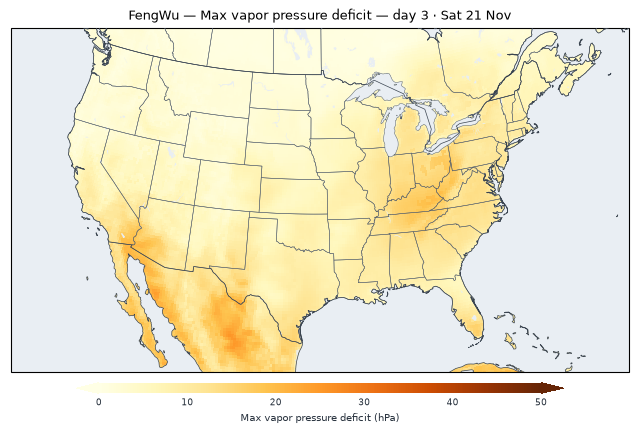 FengWu — Max vapor pressure deficit — day 3 · Sat 21 Nov
0 10 20 30 40 50
Max vapor pressure deficit (hPa)